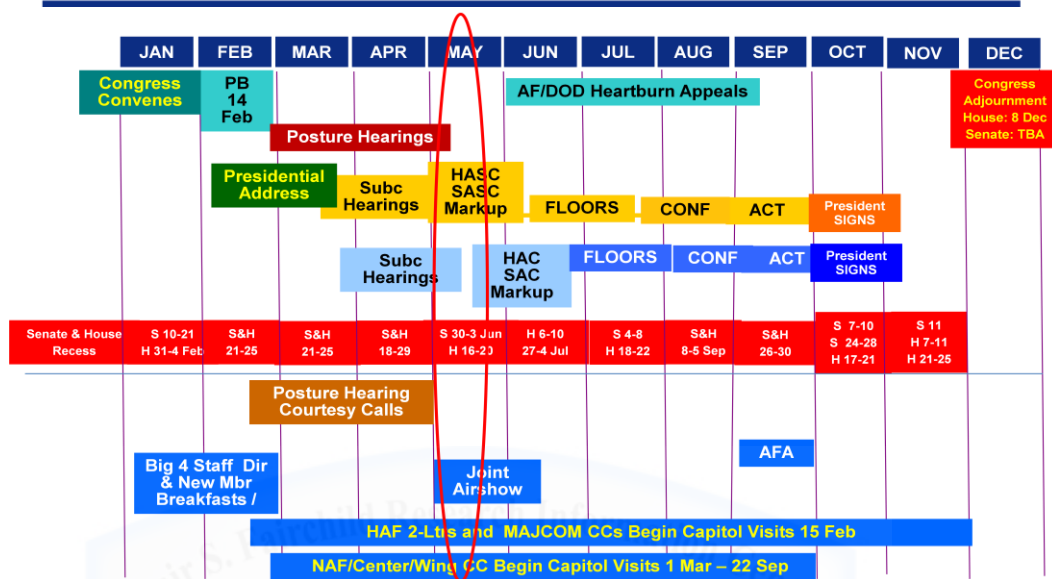 JAN FEB MAR APR MAY JUN JUL AUG SEP OCT NOV DEC
Congress
Convenes
PB
14
Feb
AF/DOD Heartburn Appeals
Congress
Adjournment
House: 8 Dec
Senate: TBA
Posture Hearings
Presidential
Address
Subc
Hearings
HASC
SASC
Markup
FLOORS
CONF
ACT
President
SIGNS
Subc
Hearings
HAC
SAC
Markup
FLOORS
CONF
ACT
President
SIGNS
Senate & House
Recess
S 10-21
H 31-4 Feb
S&H
21-25
S&H
21-25
S&H
18-29
S 30-3 Jun
H 16-20
H 6-10
27-4 Jul
S 4-8
H 18-22
S&H
8-5 Sep
S&H
26-30
S 7-10
S 24-28
H 17-21
S 11
H 7-11
H 21-25
Posture Hearing
Courtesy Calls
Big 4 Staff Dir
& New Mbr
Breakfasts /
Joint
Airshow
AFA
HAF 2-Ltrs and MAJCOM CCs Begin Capitol Visits 15 Feb
NAF/Center/Wing CC Begin Capitol Visits 1 Mar – 22 Sep